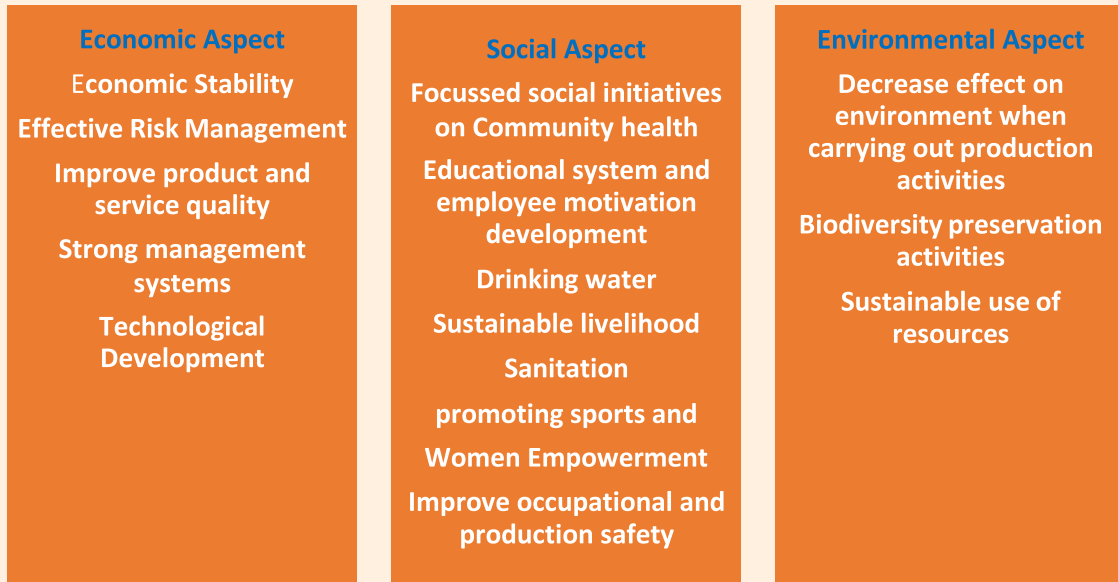 Economic Aspect
Economic Stability
Effective Risk Management
Improve product and
service quality
Strong management
systems
Technological
Development
Social Aspect
Focussed social initiatives
on Community health
Educational system and
employee motivation
development
Drinking water
Sustainable livelihood
Sanitation
promoting sports and
Women Empowerment
Improve occupational and
production safety
Environmental Aspect
Decrease effect on
environment when
carrying out production
activities
Biodiversity preservation
activities
Sustainable use of
resources